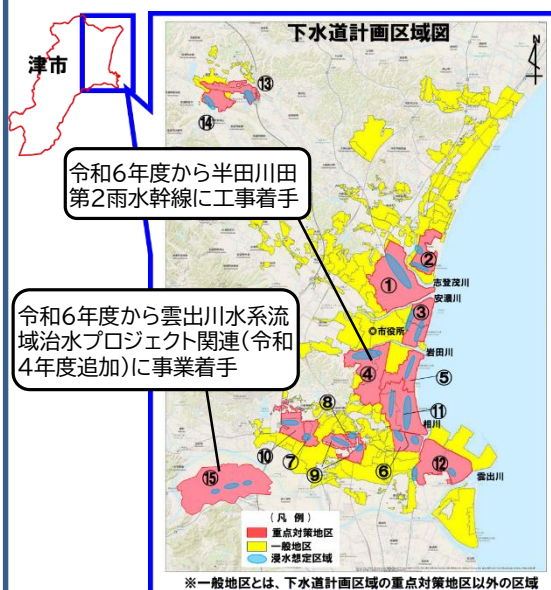 津市
下水道計画区域図
N
⑬
⑭
令和6年度から半田川田
第2雨水幹線に工事着手
②
①
志登茂川
安濃川
③
◎市役所
令和6年度から雲出川水系流
域治水プロジェクト関連(令和
4年度追加)に事業着手
岩田川
④
⑤
⑧
⑪
相川
⑩
⑦
⑨
⑥
⑫
⑮
雲出川
(凡 例)
重点対策地区
一般地区
浸水想定区域
※一般地区とは、下水道計画区域の重点対策地区以外の区域